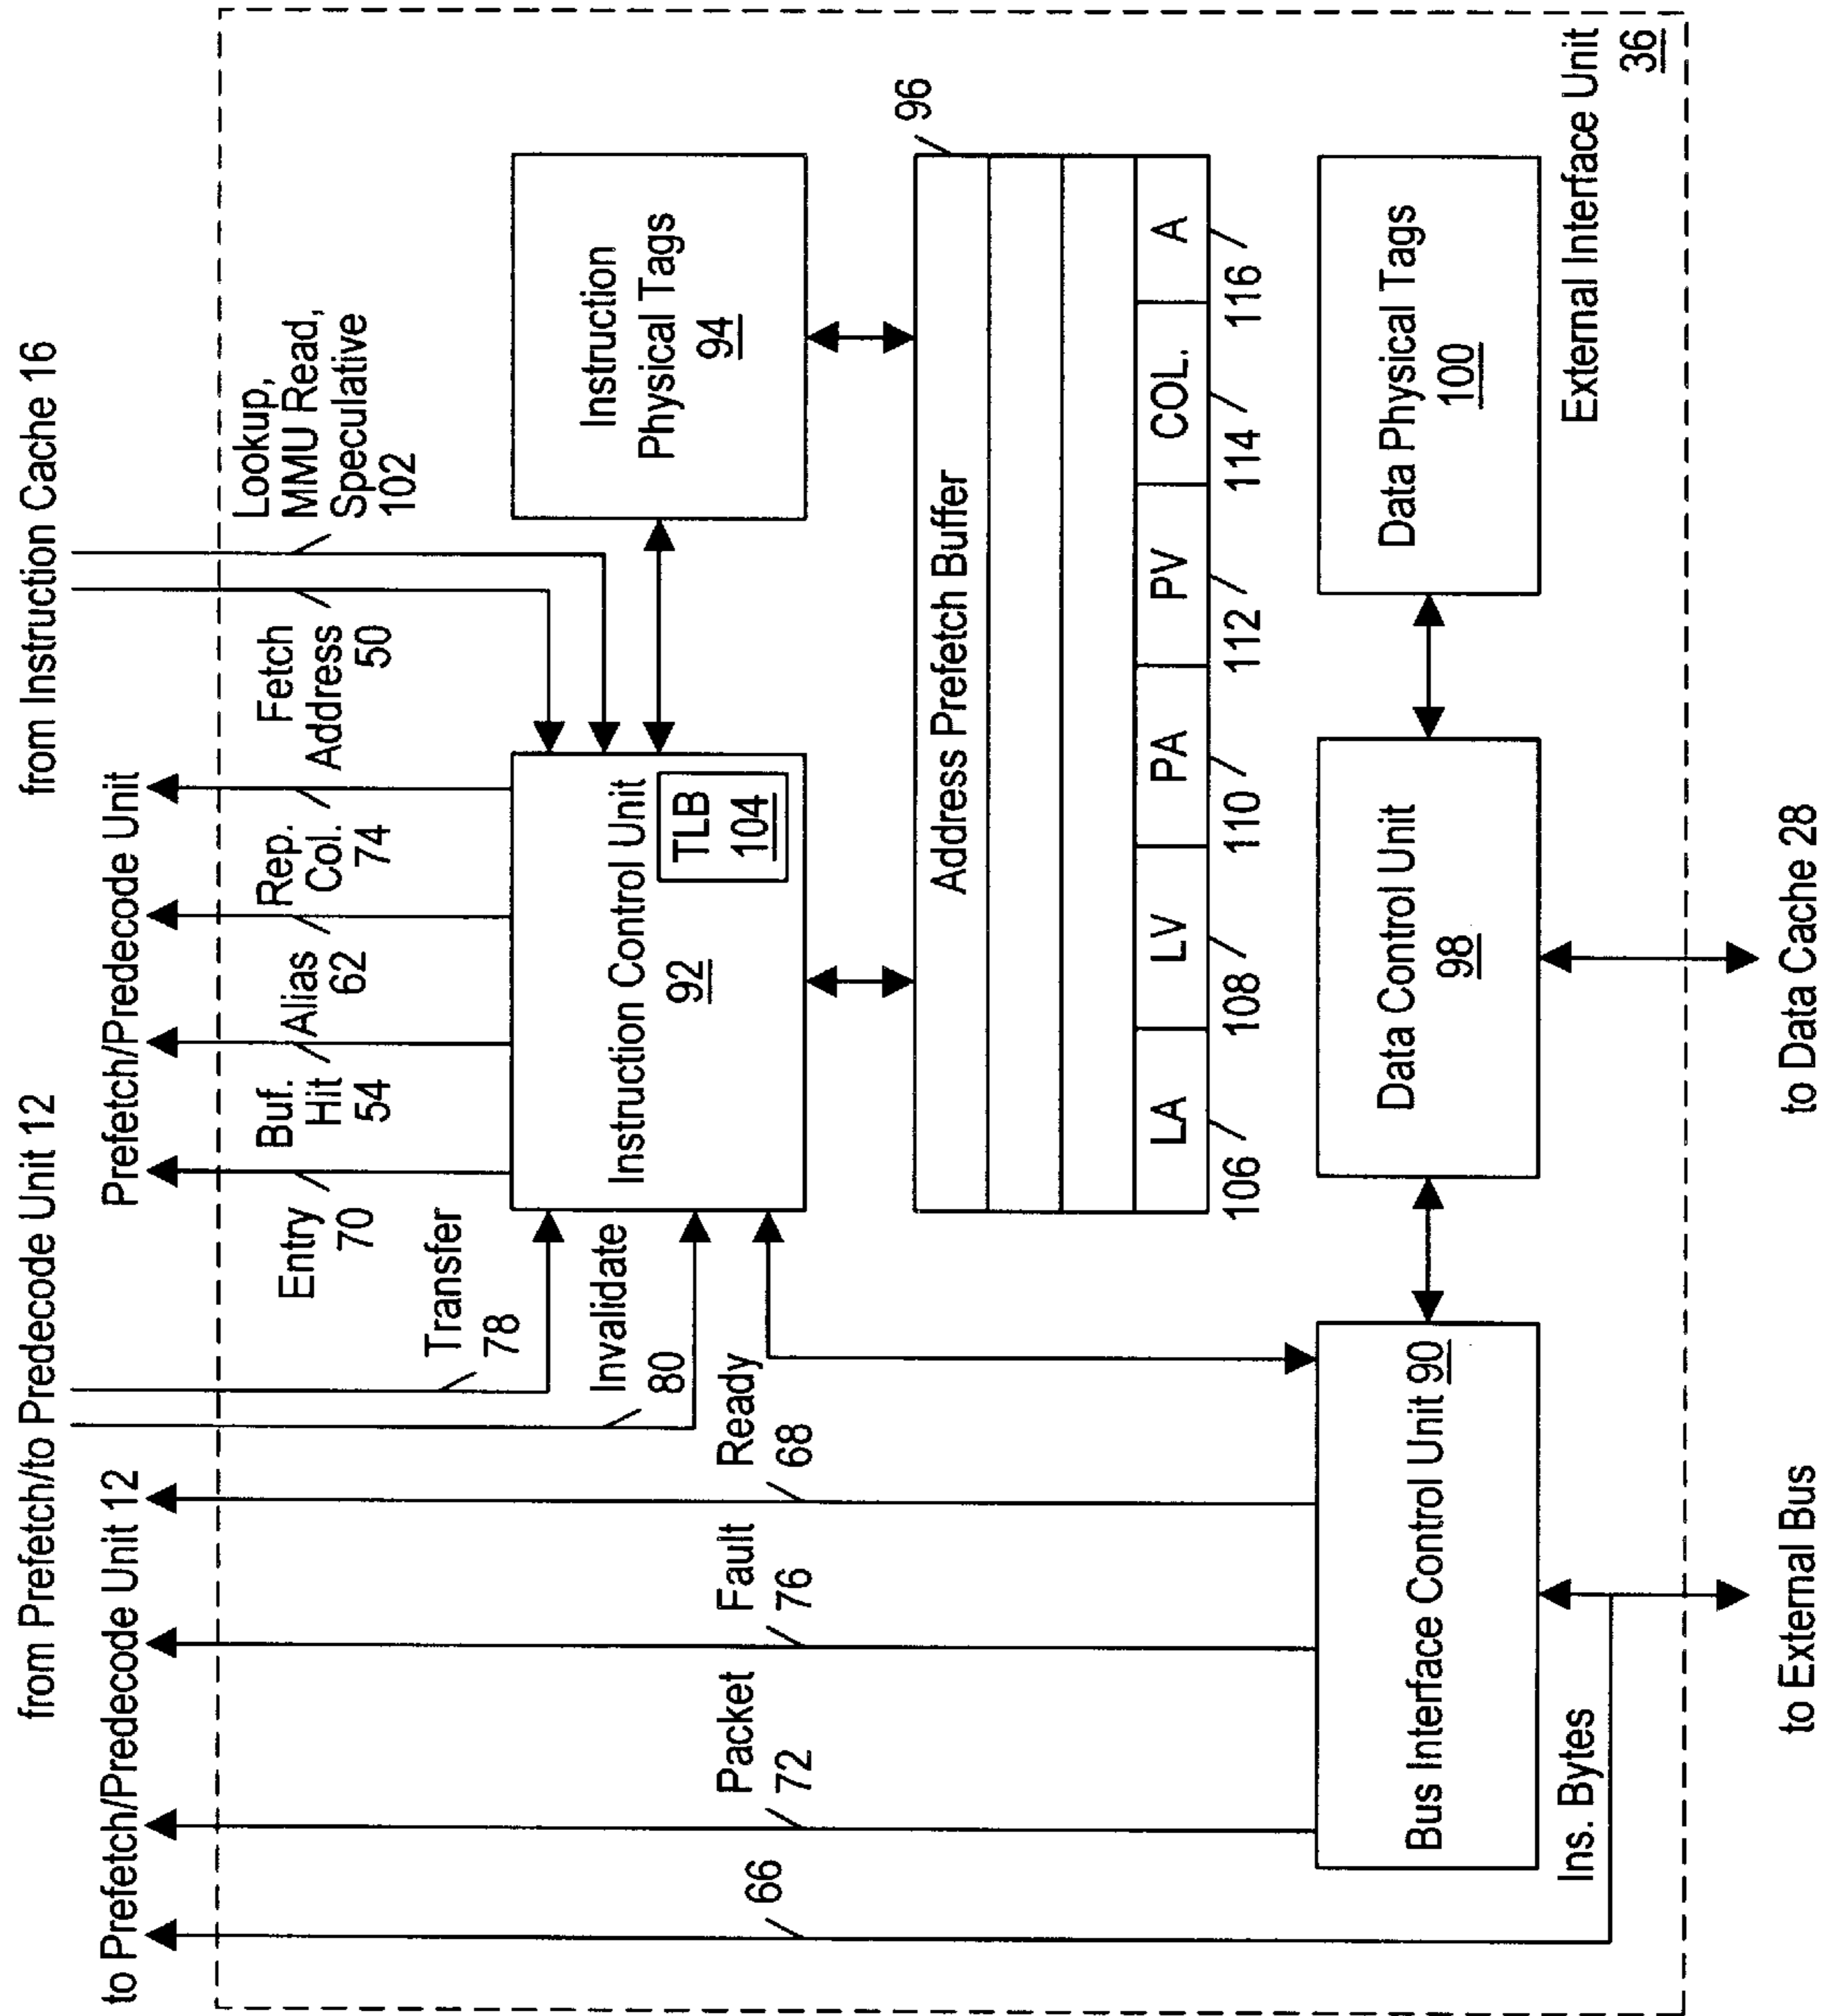 from Prefetch/to Predecode Unit 12
from Instruction Cache 16
to Prefetch/Predecode Unit 12
Prefetch/Predecode Unit
66
Packet
72
Fault
76
Ready
68
Invalidate
80
Transfer
78
Entry
70
Buf.
Hit
54
Alias
62
Rep.
Col.
74
Fetch
Address
50
Lookup,
MMU Read,
Speculative
102
Instruction Control Unit
92
TLB
104
Instruction
Physical Tags
94
96
Address Prefetch Buffer
LA
LV
PA
PV
COL.
A
106
108
110
112
114
116
Bus Interface Control Unit 90
Data Control Unit
98
Data Physical Tags
100
Ins. Bytes
External Interface Unit
36
to External Bus
to Data Cache 28